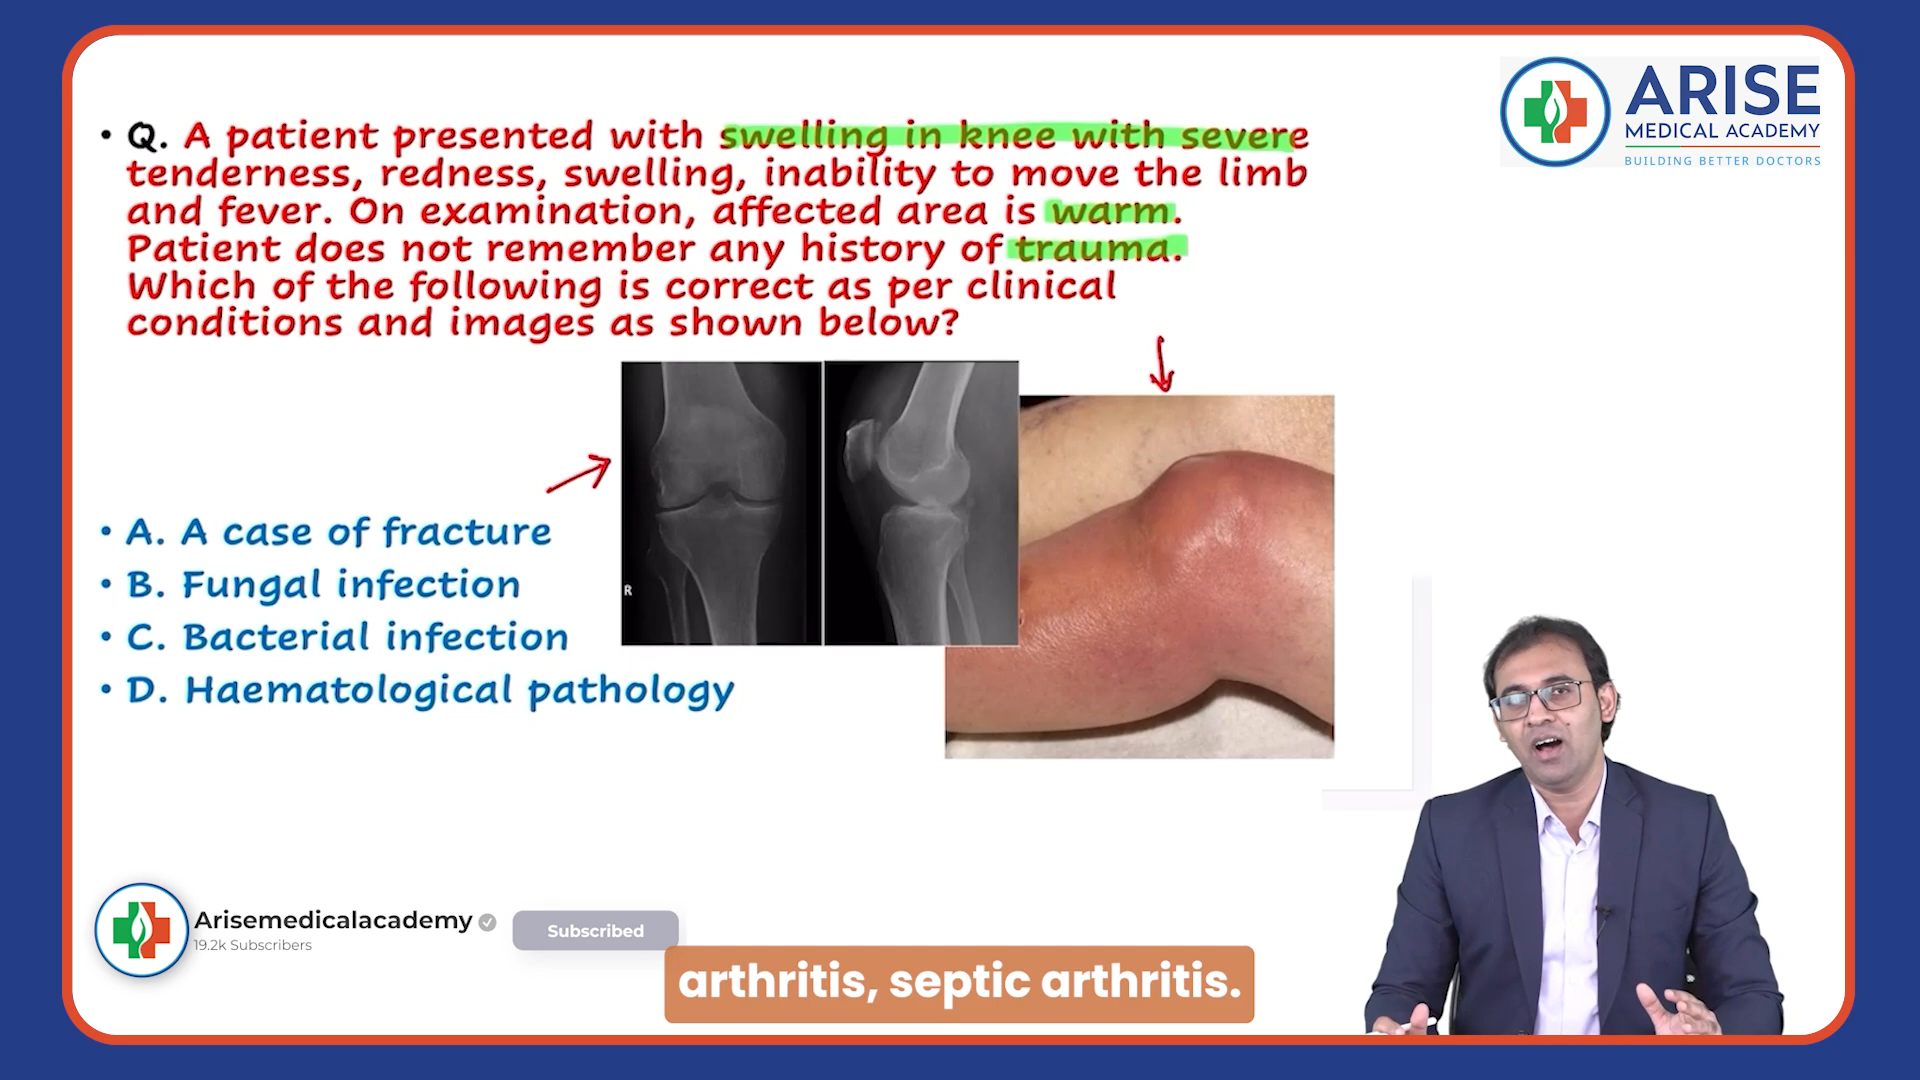 ARISE
MEDICAL ACADEMY
BUILDING BETTER DOCTORS
• Q. A patient presented with swelling in knee with severe
tenderness, redness, swelling, inability to move the limb
and fever. On examination, affected area is warm.
Patient does not remember any history of trauma.
Which of the following is correct as per clinical
conditions and images as shown below?
R
• A. A case of fracture
• B. Fungal infection
• C. Bacterial infection
• D. Haematological pathology
Arisemedicalacademy
19.2k Subscribers
Subscribed
arthritis, septic arthritis.